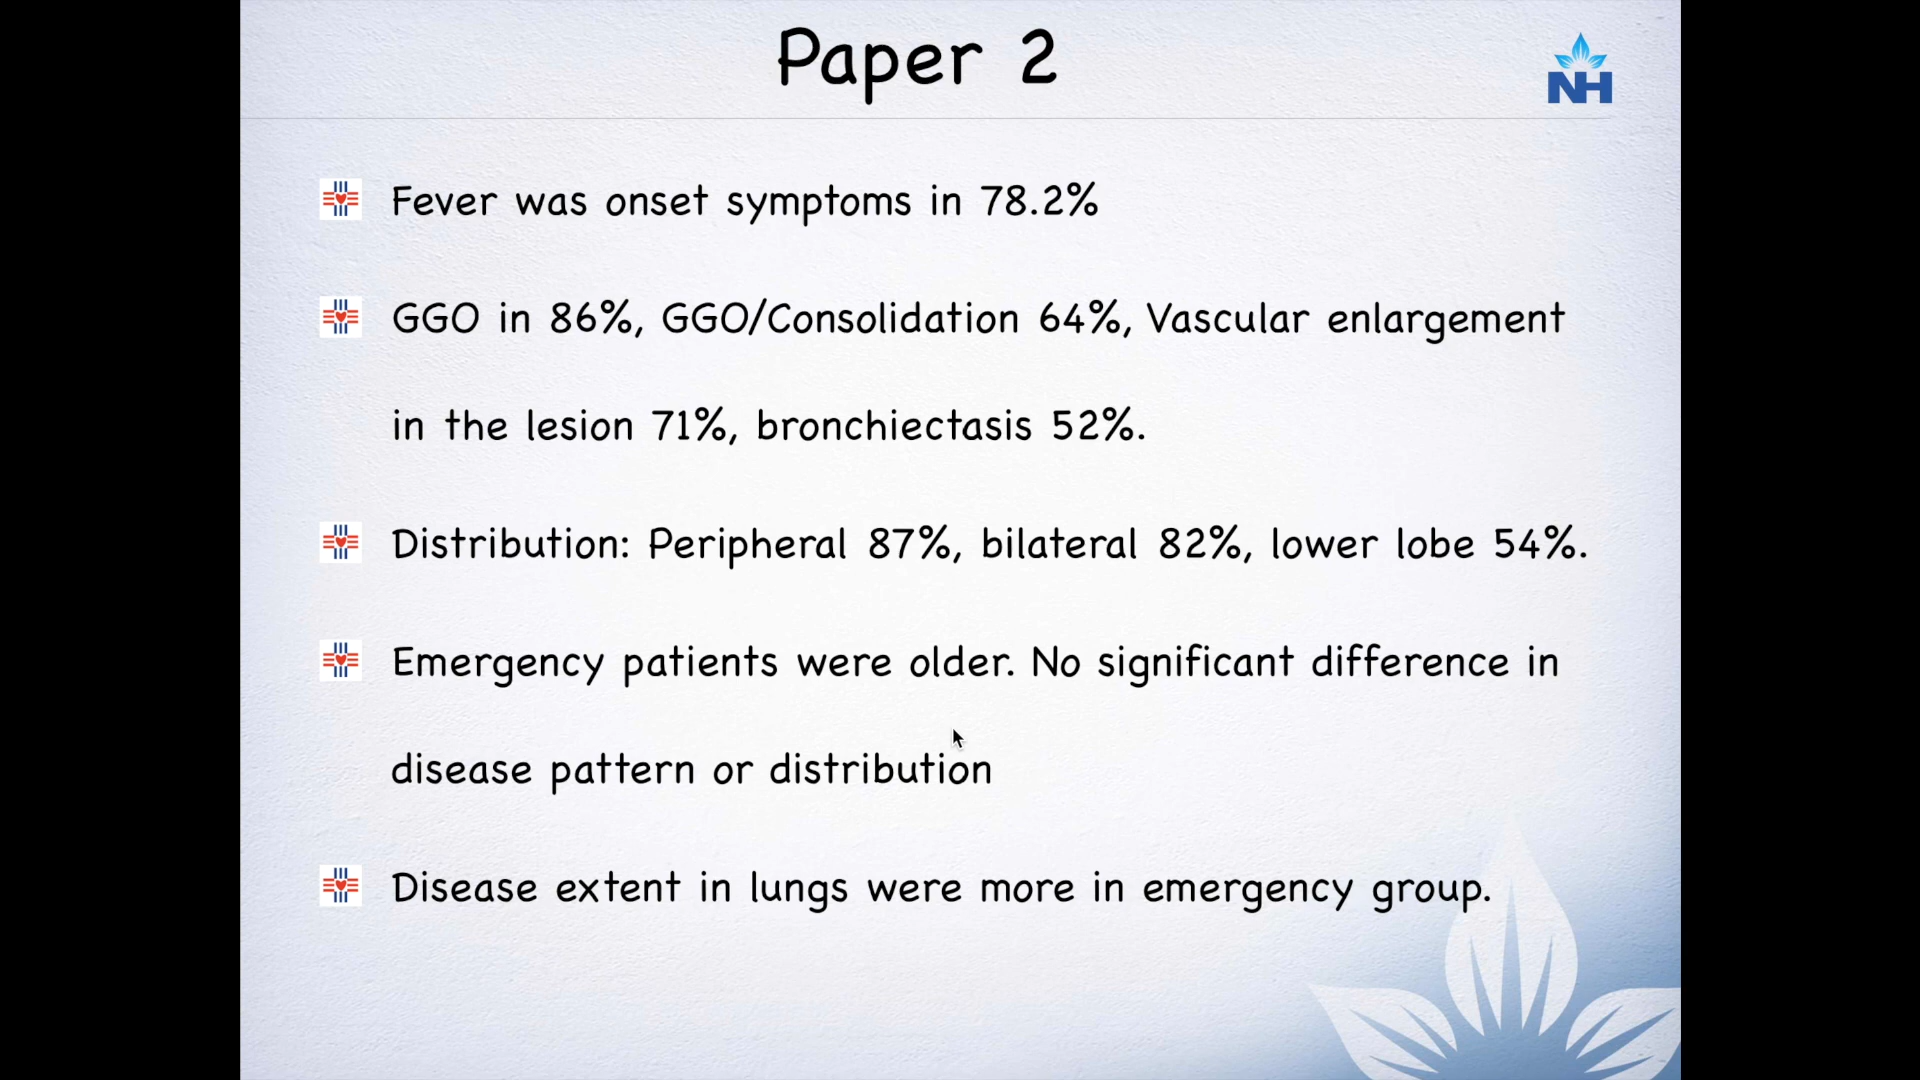 Paper 2
NH
Fever was onset symptoms in 78.2%
GGO in 86%, GGO/Consolidation 64%, Vascular enlargement
in the lesion 71%, bronchiectasis 52%.
Distribution: Peripheral 87%, bilateral 82%, lower lobe 54%.
Emergency patients were older. No significant difference in
disease pattern or distribution
Disease extent in lungs were more in emergency group.